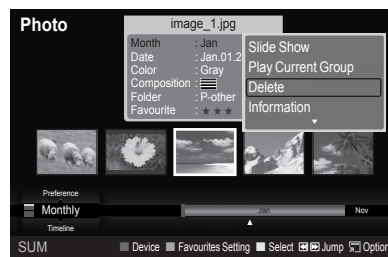 Photo
image_1.jpg
Month : Jan
Date : Jan.01.2
Color : Gray
Composition :
Folder : P-other
Favourite : ★ ★ ★
Slide Show
Play Current Group
Delete
Information
Preference
Monthly
Timeline
Jan
Nov
SUM
Device Favourites Setting Select Jump Option